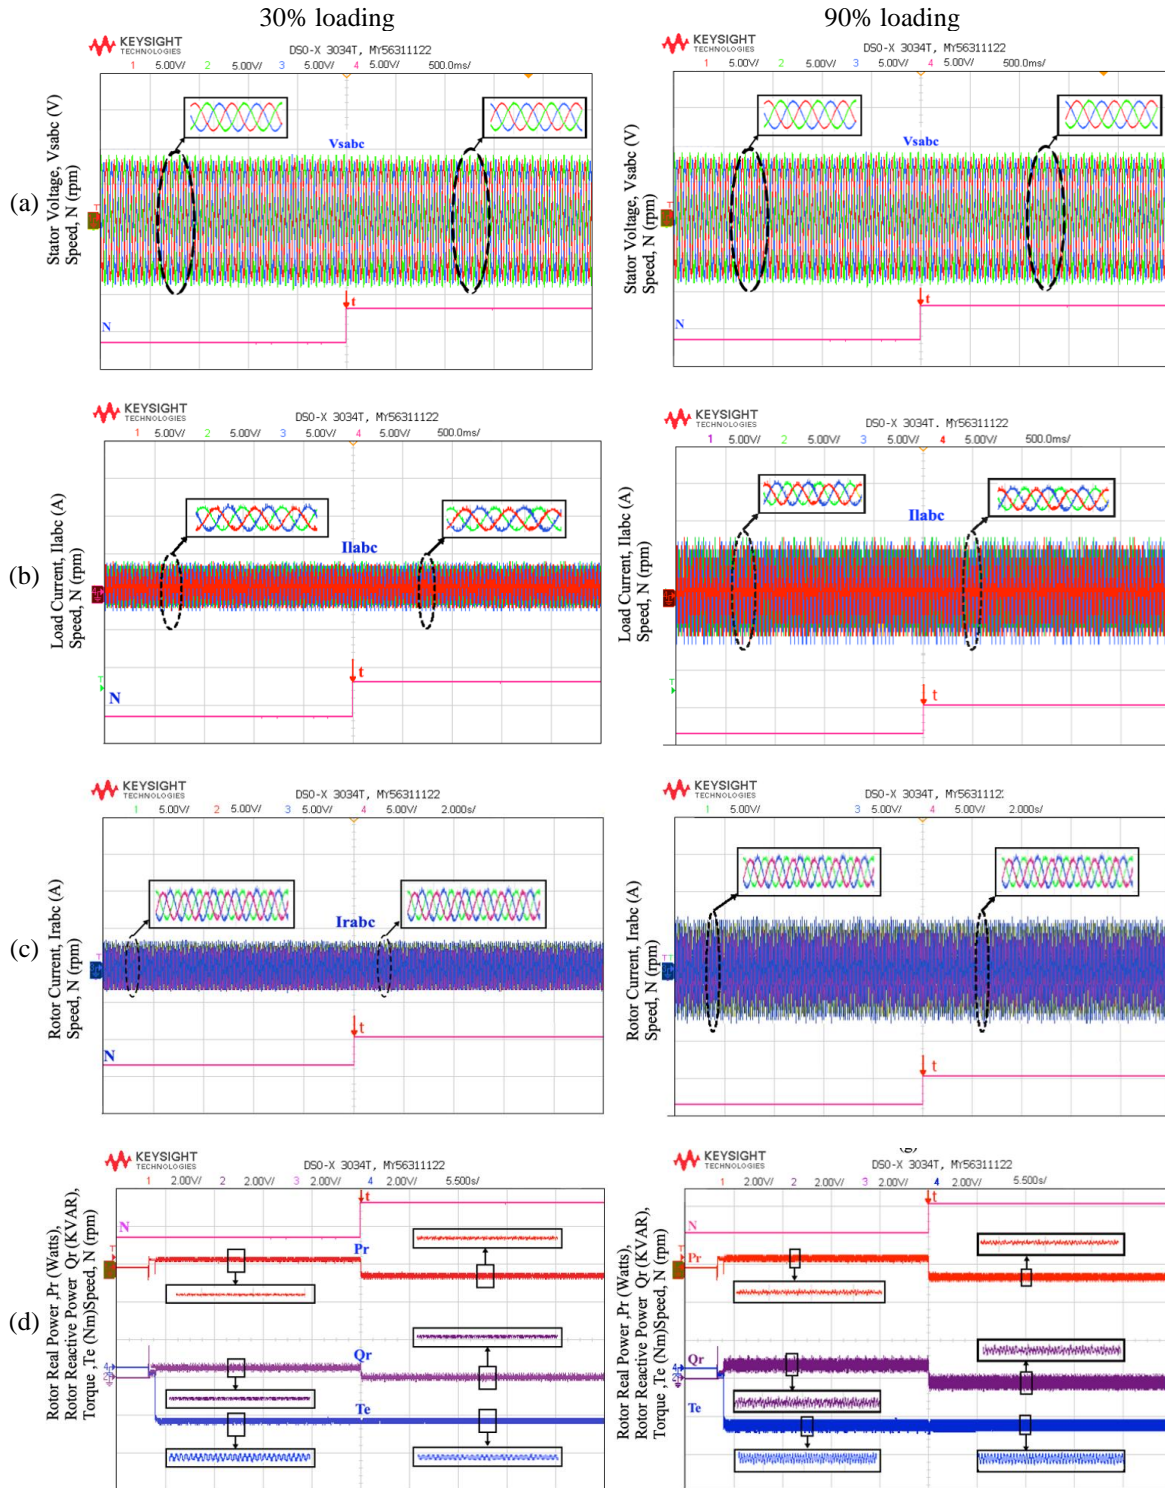 30% loading
90% loading
(a)
KEYSIGHT
TECHNOLOGIES
DSO-X 3034T, MY56311122
1 5.00V/ 2 5.00V/ 3 5.00V/ 4 5.00V/ 500.0ms/
Stator Voltage, Vsabc (V)
Speed, N (rpm)
Vsabc
t
N
KEYSIGHT
TECHNOLOGIES
DSO-X 3034T, MY56311122
1 5.00V/ 2 5.00V/ 3 5.00V/ 4 5.00V/ 500.0ms/
Stator Voltage, Vsabc (V)
Speed, N (rpm)
Vsabc
t
N
(b)
KEYSIGHT
TECHNOLOGIES
DSO-X 3034T, MY56311122
1 5.00V/ 2 5.00V/ 3 5.00V/ 4 5.00V/ 500.0ms/
Load Current, Ilabc (A)
Speed, N (rpm)
Ilabc
t
N
KEYSIGHT
TECHNOLOGIES
DSO-X 3034T. MY56311122
1 5.00V/ 2 5.00V/ 3 5.00V/ 4 5.00V/ 500.0ms/
Load Current, Ilabc (A)
Speed, N (rpm)
Ilabc
t
(c)
KEYSIGHT
TECHNOLOGIES
DSO-X 3034T, MY56311122
1 5.00V/ 2 5.00V/ 3 5.00V/ 4 5.00V/ 2.000s/
Rotor Current, Irabc (A)
Speed, N (rpm)
Irabc
t
N
KEYSIGHT
TECHNOLOGIES
DSO-X 3034T, MY56311122
1 5.00V/ 3 5.00V/ 4 5.00V/ 2.000s/
Rotor Current, Irabc (A)
Speed, N (rpm)
t
(d)
KEYSIGHT
TECHNOLOGIES
DSO-X 3034T, MY56311122
1 2.00V/ 2 2.00V/ 3 2.00V/ 4 2.00V/ 5.500s/
Rotor Real Power ,Pr (Watts),
Rotor Reactive Power Qr (KVAR),
Torque ,Te (Nm)Speed, N (rpm)
t
N
Pr
Qr
Te
(g)
KEYSIGHT
TECHNOLOGIES
DSO-X 3034T, MY56311122
1 2.00V/ 2 2.00V/ 3 2.00V/ 4 2.00V/ 5.500s/
Rotor Real Power ,Pr (Watts),
Rotor Reactive Power Qr (KVAR),
Torque ,Te (Nm)Speed, N (rpm)
t
N
Pr
Qr
Te